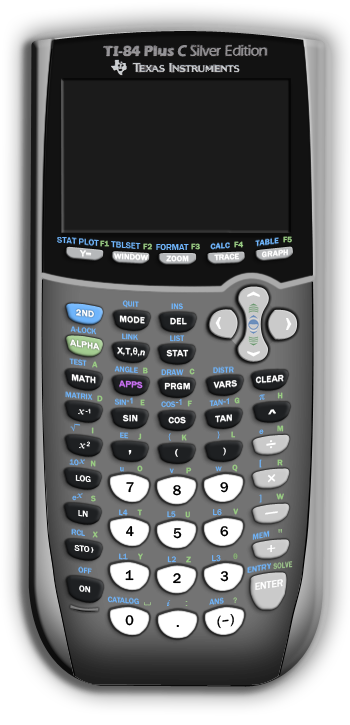 TI-84 Plus C Silver Edition
TEXAS INSTRUMENTS
STAT PLOT F1 TBLSET F2 FORMAT F3 CALC F4 TABLE F5
Y= WINDOW ZOOM TRACE GRAPH
QUIT INS
2ND MODE DEL
A-LOCK LINK LIST
ALPHA X,T,θ,n STAT
TEST A ANGLE B DRAW C DISTR
MATH APPS PRGM VARS CLEAR
MATRIX D SIN⁻¹ E COS⁻¹ F TAN⁻¹ G π H
x⁻¹ SIN COS TAN ^
√ I EE J { K } L
x² , ( ) ÷
10ˣ N u O v P w Q [ R
LOG 7 8 9 ×
eˣ S L4 T L5 U L6 V ] W
LN 4 5 6 —
RCL X L1 Y L2 Z L3 θ MEM "
STO› 1 2 3 +
OFF ENTRY SOLVE
ON ENTER
CATALOG ⎵ i : ANS ?
0 . (–)